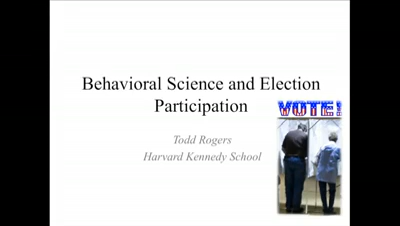 Behavioral Science and Election
Participation
VOTE!
Todd Rogers
Harvard Kennedy School